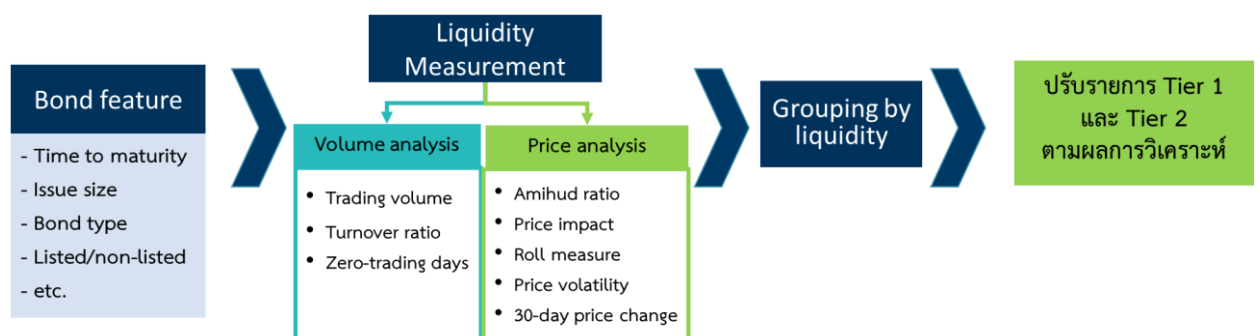 Bond feature
- Time to maturity
- Issue size
- Bond type
- Listed/non-listed
- etc.
Liquidity
Measurement
Volume analysis
• Trading volume
• Turnover ratio
• Zero-trading days
Price analysis
• Amihud ratio
• Price impact
• Roll measure
• Price volatility
• 30-day price change
Grouping by
liquidity
ปรับรายการ Tier 1
และ Tier 2
ตามผลการวิเคราะห์